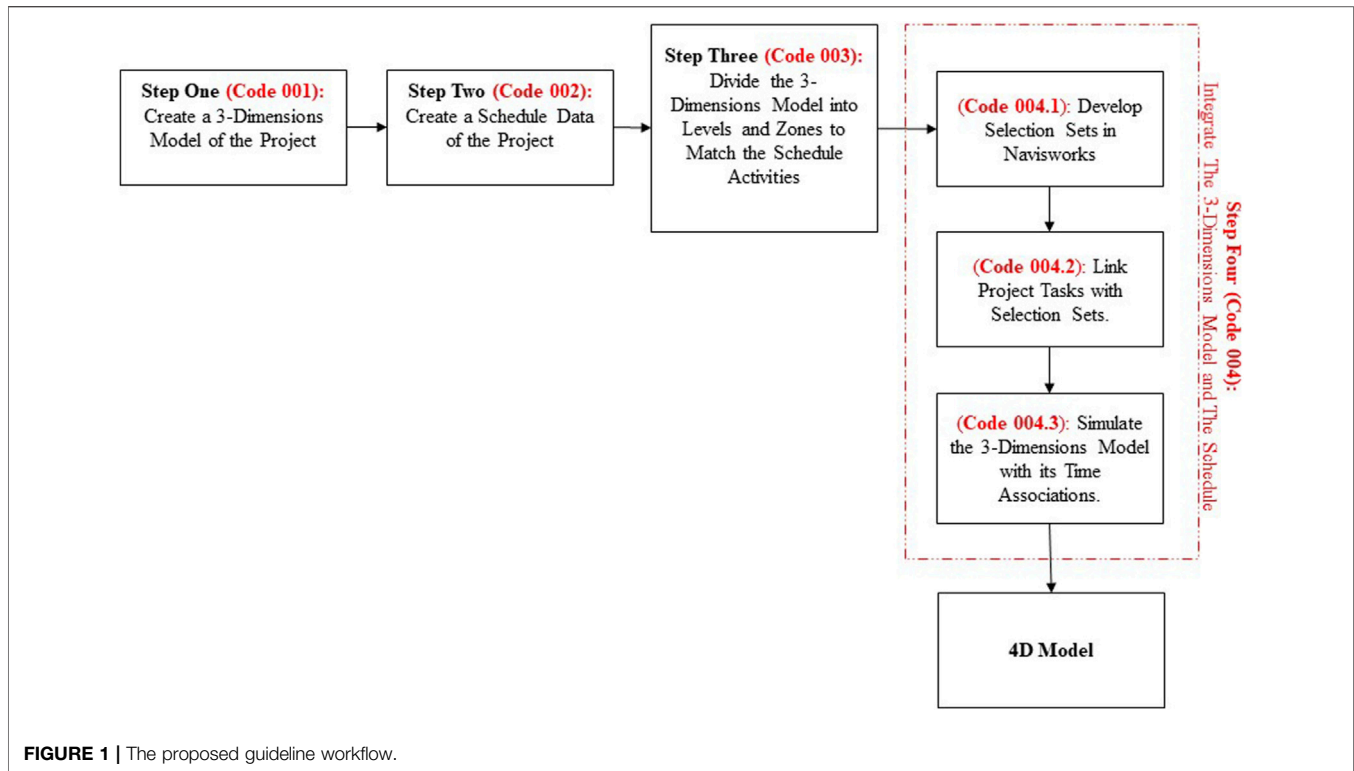 Step One (Code 001):
Create a 3-Dimensions
Model of the Project
Step Two (Code 002):
Create a Schedule Data
of the Project
Step Three (Code 003):
Divide the 3-
Dimensions Model into
Levels and Zones to
Match the Schedule
Activities
(Code 004.1): Develop
Selection Sets in
Navisworks
(Code 004.2): Link
Project Tasks with
Selection Sets.
(Code 004.3): Simulate
the 3-Dimensions Model
with its Time
Associations.
Step Four (Code 004):
Integrate The 3-Dimensions Model and The Schedule
4D Model
FIGURE 1 | The proposed guideline workflow.